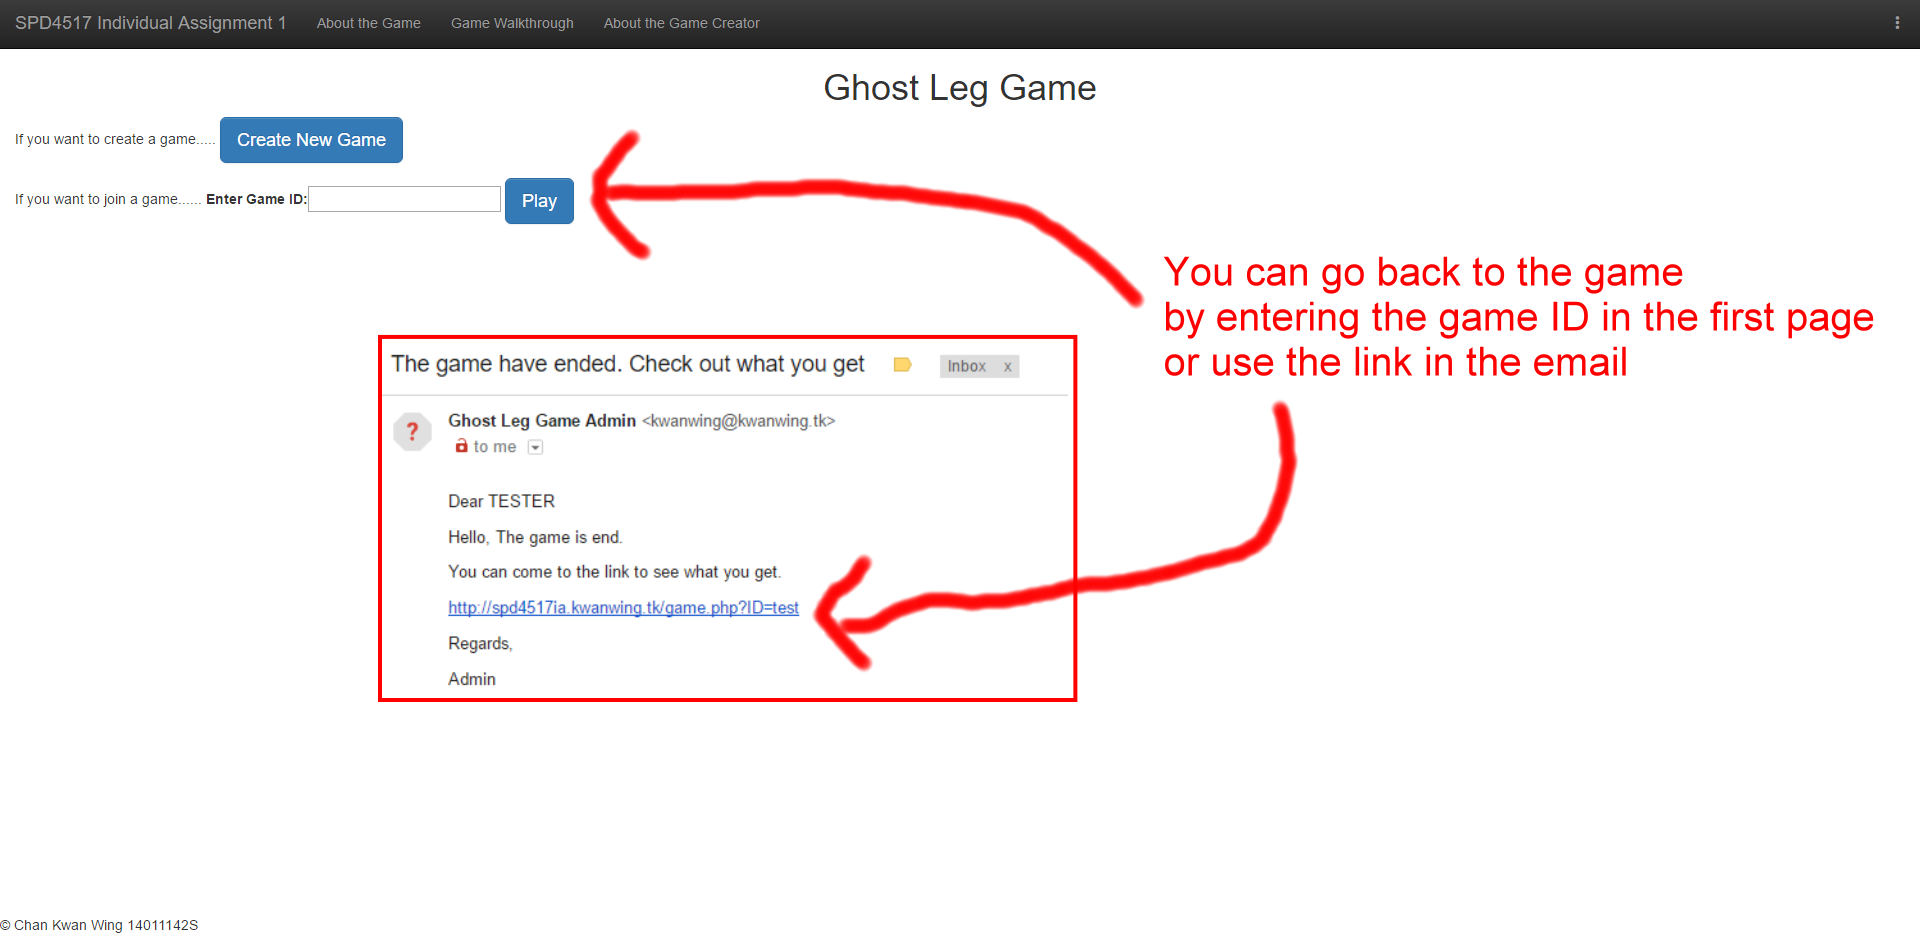 SPD4517 Individual Assignment 1 About the Game Game Walkthrough About the Game Creator
Ghost Leg Game
If you want to create a game..... Create New Game
If you want to join a game...... Enter Game ID: Play
You can go back to the game
by entering the game ID in the first page
or use the link in the email
The game have ended. Check out what you get Inbox x
?
Ghost Leg Game Admin <kwanwing@kwanwing.tk>
to me
Dear TESTER
Hello, The game is end.
You can come to the link to see what you get.
http://spd4517ia.kwanwing.tk/game.php?ID=test
Regards,
Admin
© Chan Kwan Wing 14011142S